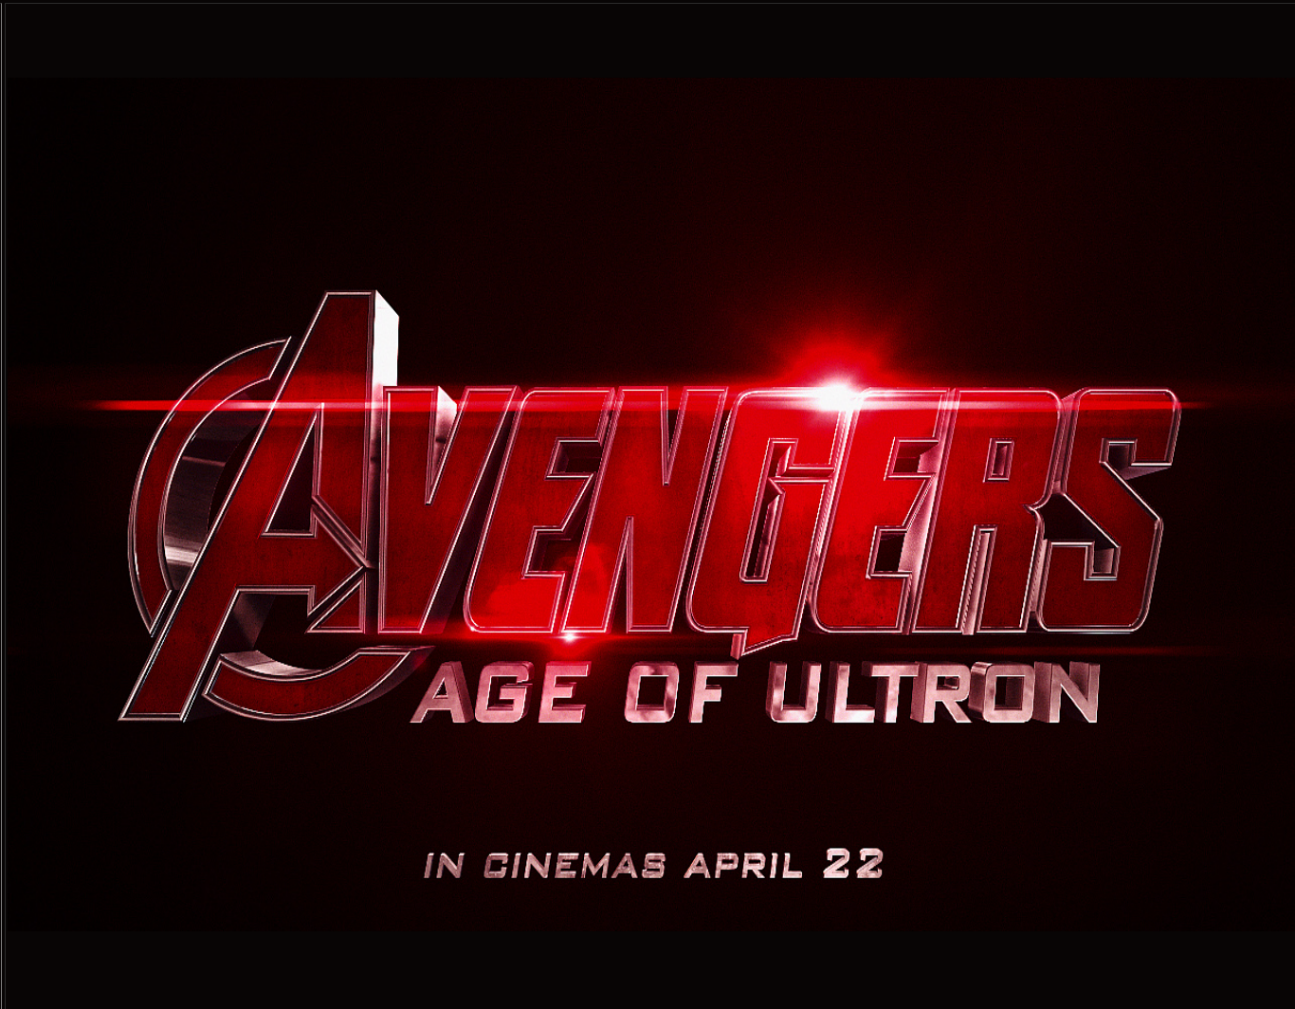 AVENGERS
AGE OF ULTRON
IN CINEMAS APRIL 22